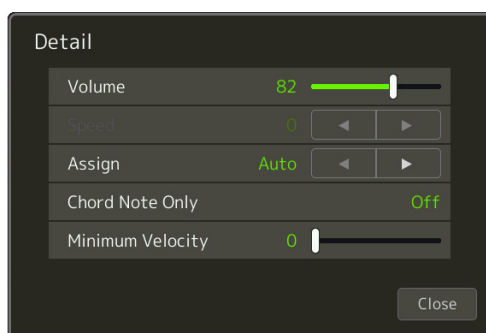 Detail
Volume 82
Speed 0
Assign Auto
Chord Note Only Off
Minimum Velocity 0
Close